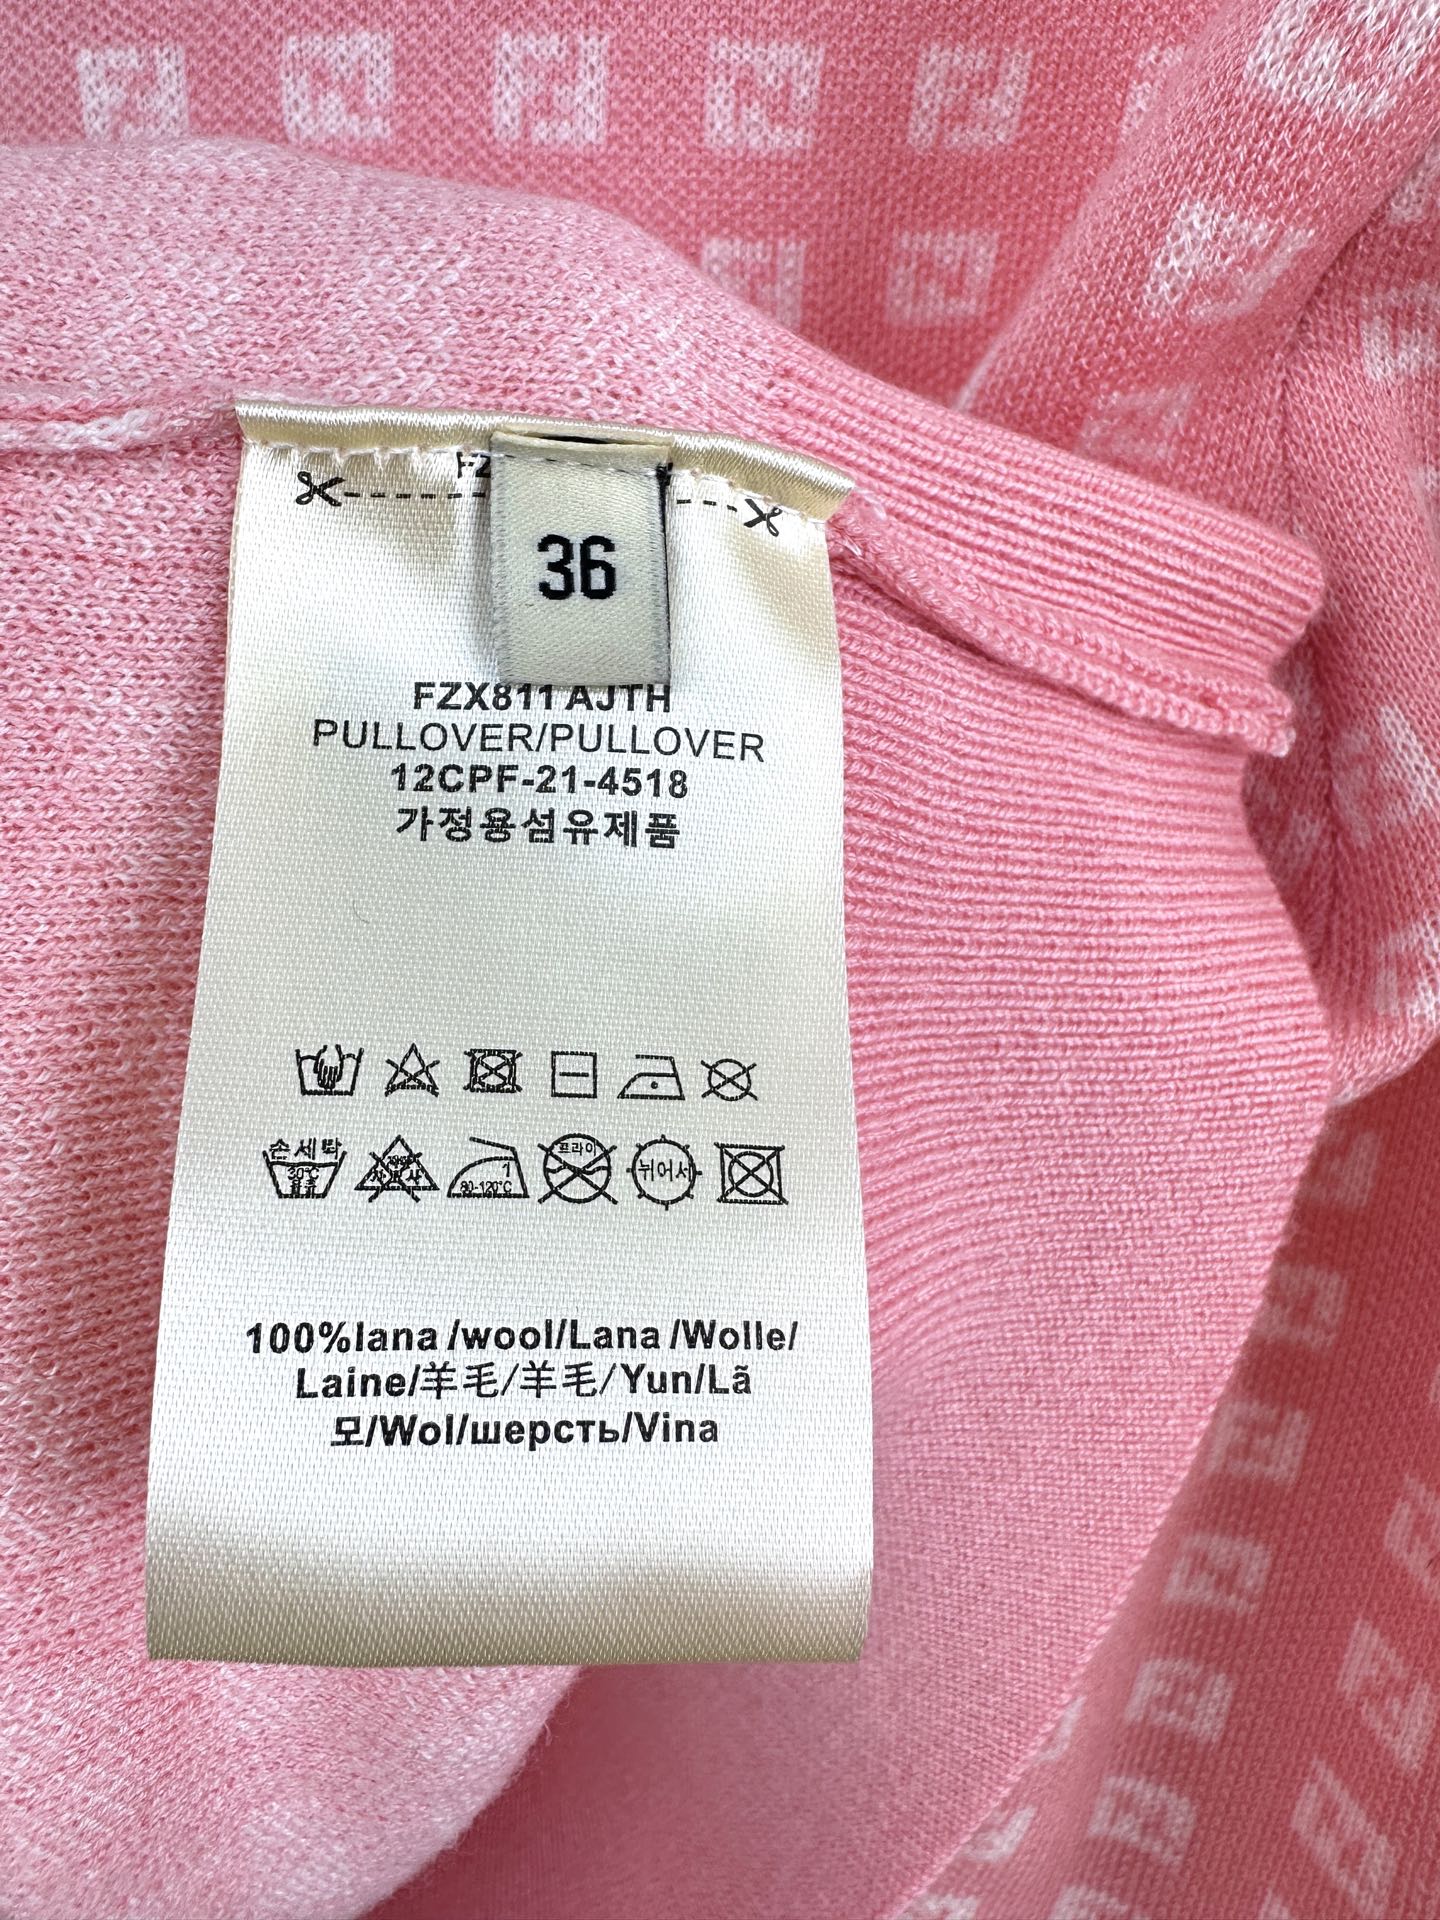 36
FZX811 AJTH
PULLOVER/PULLOVER
12CPF-21-4518
가정용섬유제품
손세탁
프라이
30℃
1
80-120℃
뉘어서
100%lana/wool/Lana/Wolle/
Laine/羊毛/羊毛/Yun/Lã
모/Wol/шерсть/Vina